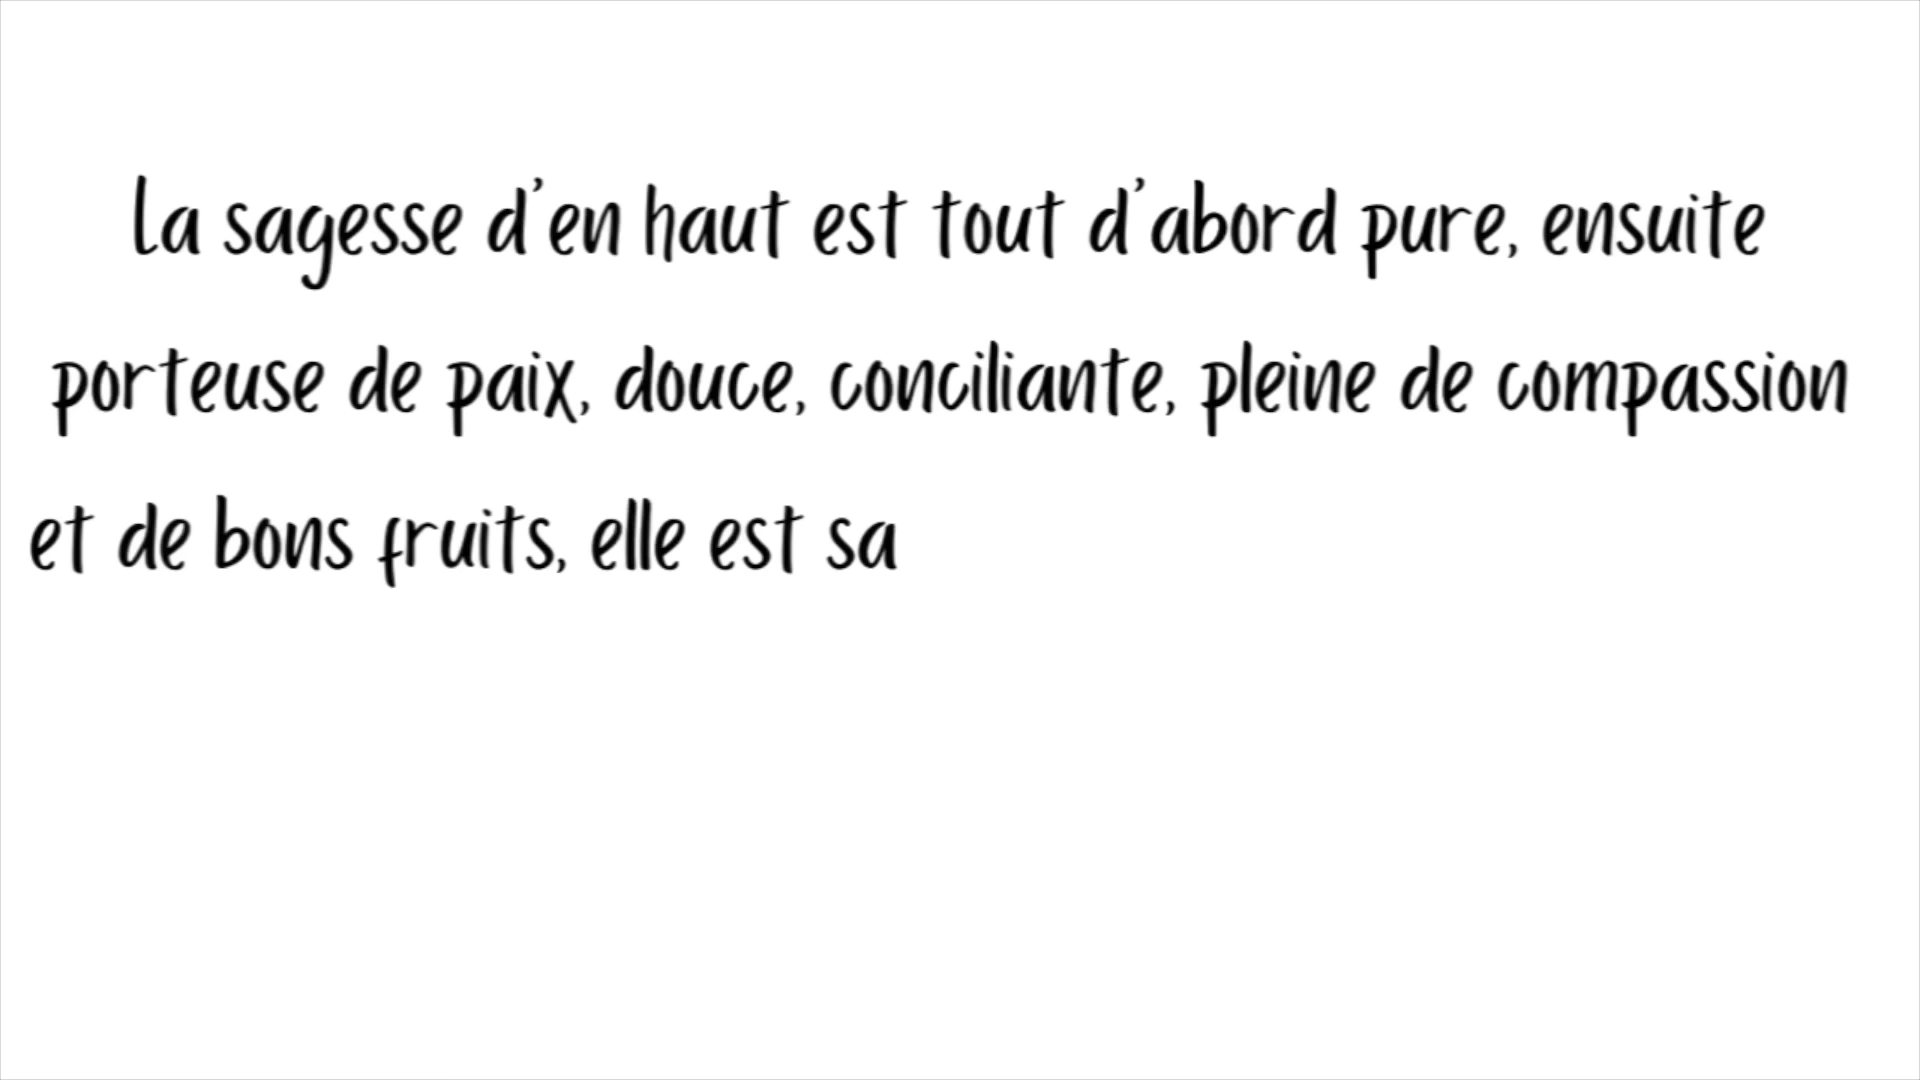 La sagesse d'en haut est tout d'abord pure, ensuite
porteuse de paix, douce, conciliante, pleine de compassion
et de bons fruits, elle est sa